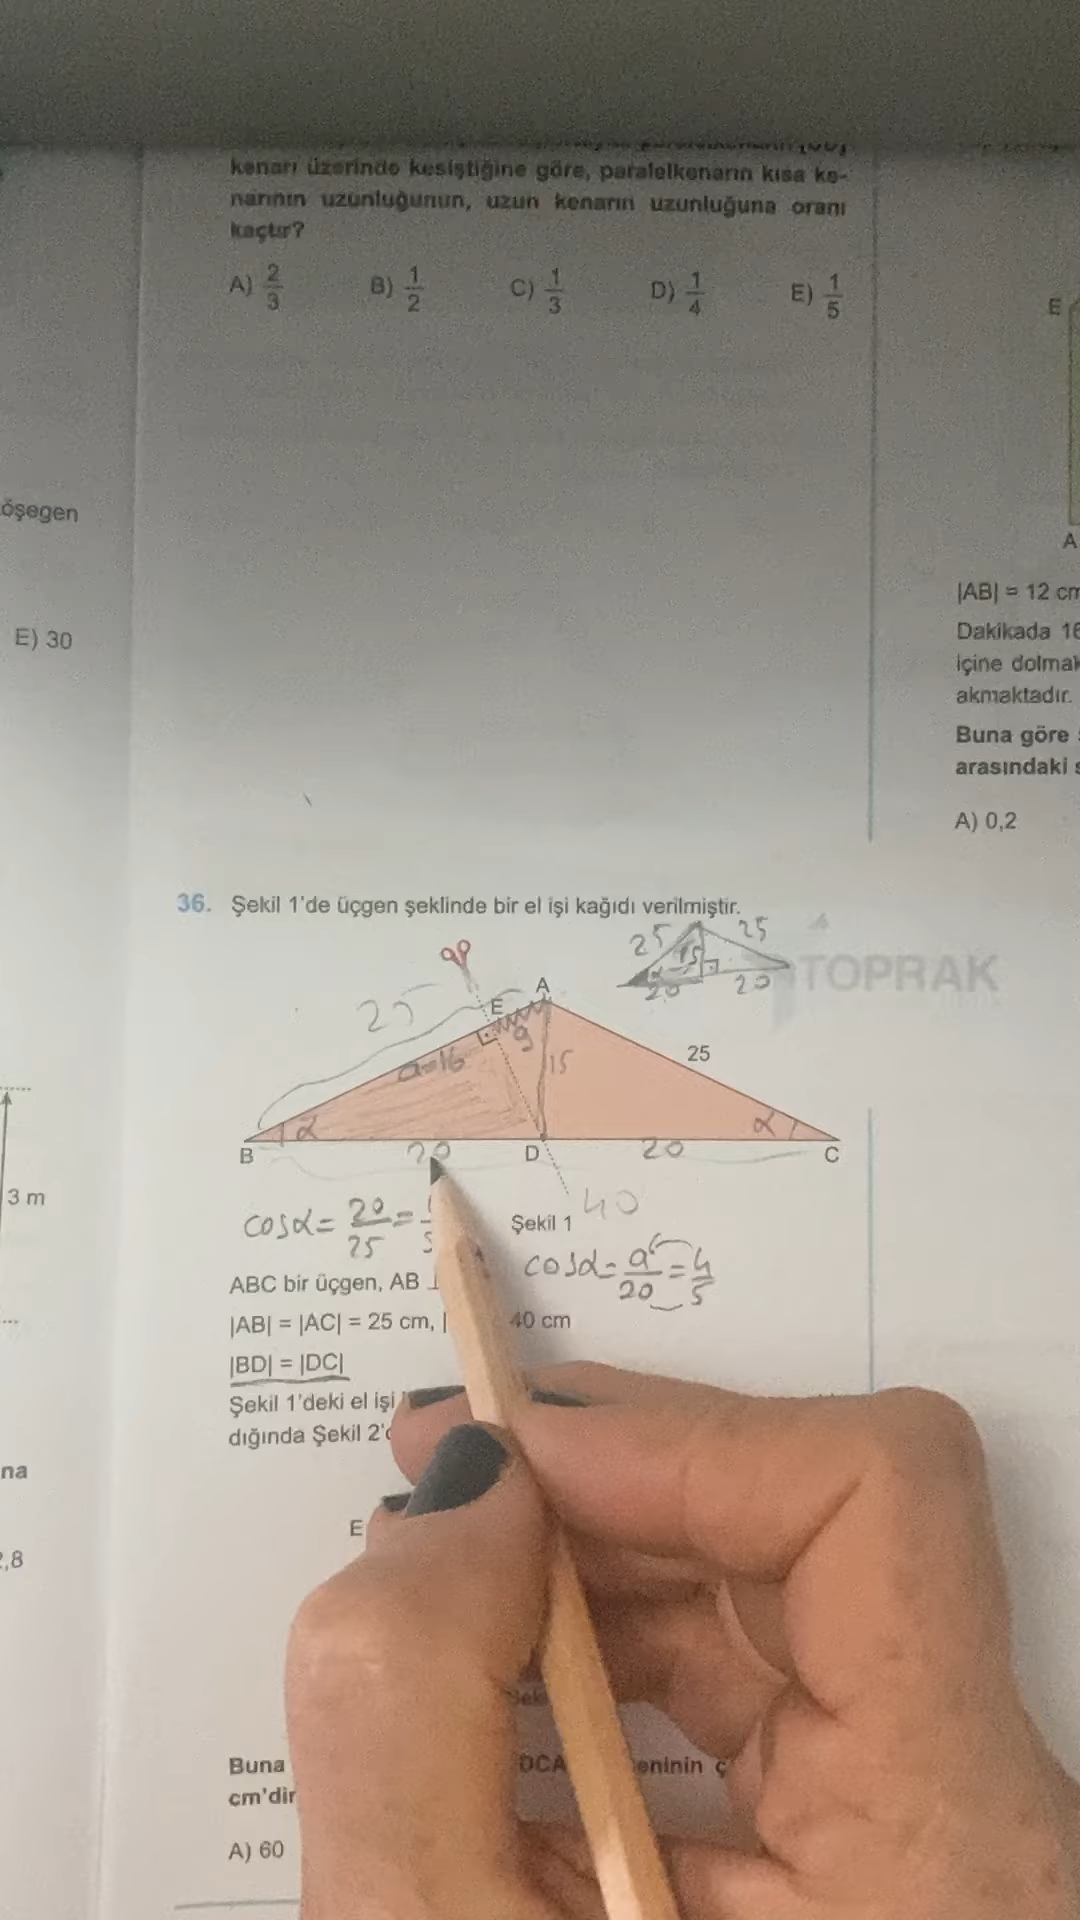 kenarı üzerinde kesiştiğine göre, paralelkenarın kısa ke-
narının uzunluğunun, uzun kenarın uzunluğuna oranı
kaçtır?
A) 2/3 B) 1/2 C) 1/3 D) 1/4 E) 1/5
E
öşegen
A
|AB| = 12 cm
E) 30
Dakikada
içine
akmaktadır.
Buna göre
arasındaki
A) 0,2
36. Şekil 1'de üçgen şeklinde bir el işi kağıdı verilmiştir.
25 25
15
20 20
TOPRAK
A
E
25
9
a=16
15
25
α
α
B
20
D
20
C
3 m
40
cosα = 20/25 =
Şekil 1
cosα = a/20 = 4/5
ABC bir üçgen, AB ⊥
|AB| = |AC| = 25 cm, | 40 cm
|BD| = |DC|
Şekil 1'deki el işi
dığında Şekil 2'
na
E
2,8
Buna DCA eninin ç
cm'dir
A) 60